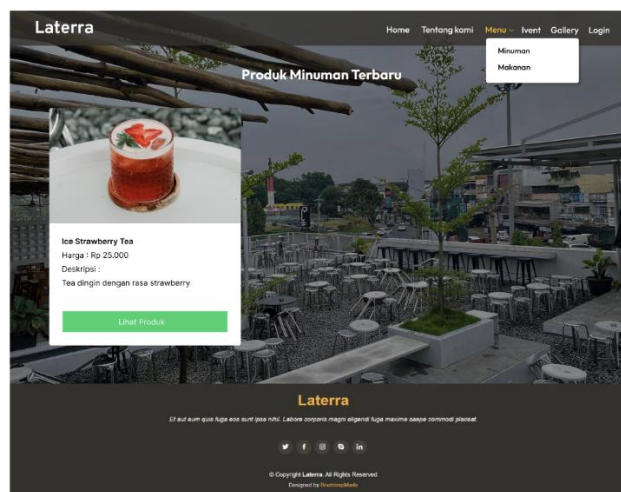 Laterra
Home Tentang kami Menu Ivent Gallery Login
Minuman
Makanan
Produk Minuman Terbaru
Ice Strawberry Tea
Harga : Rp 25.000
Deskripsi :
Tea dingin dengan rasa strawberry
Lihat Produk
Laterra
Et aut eum quis fuga eos sunt ipsa nihil. Labore corporis magni eligendi fuga maxime saepe commodi placeat.
© Copyright Laterra. All Rights Reserved
Designed by BootstrapMade